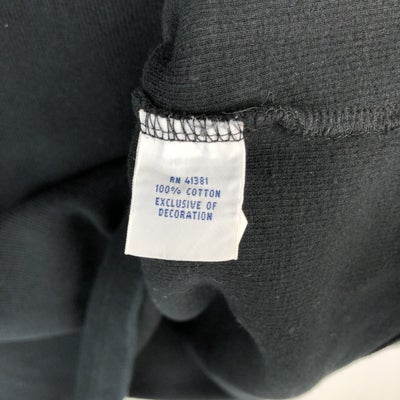 RN 41381
100% COTTON
EXCLUSIVE OF
DECORATION